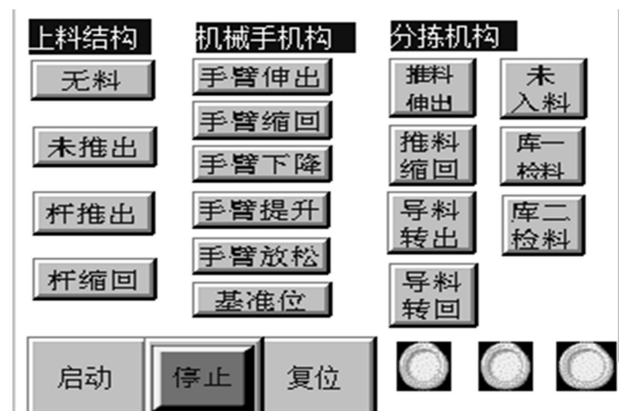 上料结构
无料
未推出
杆推出
杆缩回
机械手机构
手臂伸出
手臂缩回
手臂下降
手臂提升
手臂放松
基准位
分拣机构
推料
伸出
推料
缩回
导料
转出
导料
转回
未
入料
库一
检料
库二
检料
启动
停止
复位